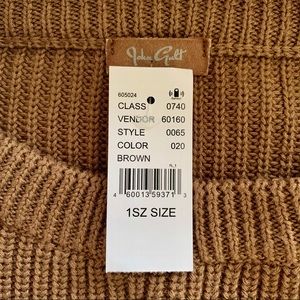 John Galt
605024
CLASS 0740
VENDOR 60160
STYLE 0065
COLOR 020
BROWN
4 60013 59371 3
1SZ SIZE